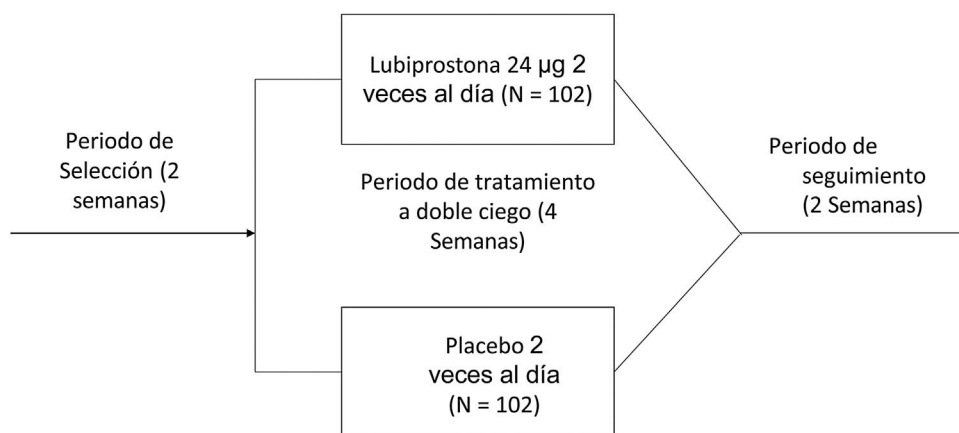 Periodo de
Selección (2
semanas)
Lubiprostona 24 µg 2
veces al día (N = 102)
Periodo de tratamiento
a doble ciego (4
Semanas)
Placebo 2
veces al día
(N = 102)
Periodo de
seguimiento
(2 Semanas)